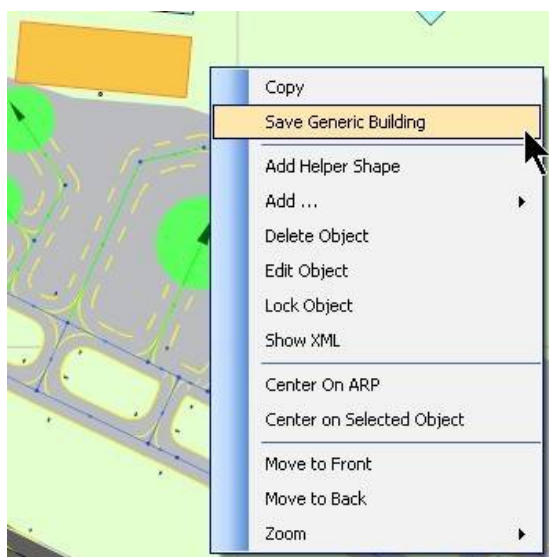 Copy
Save Generic Building
Add Helper Shape
Add ...
Delete Object
Edit Object
Lock Object
Show XML
Center On ARP
Center on Selected Object
Move to Front
Move to Back
Zoom